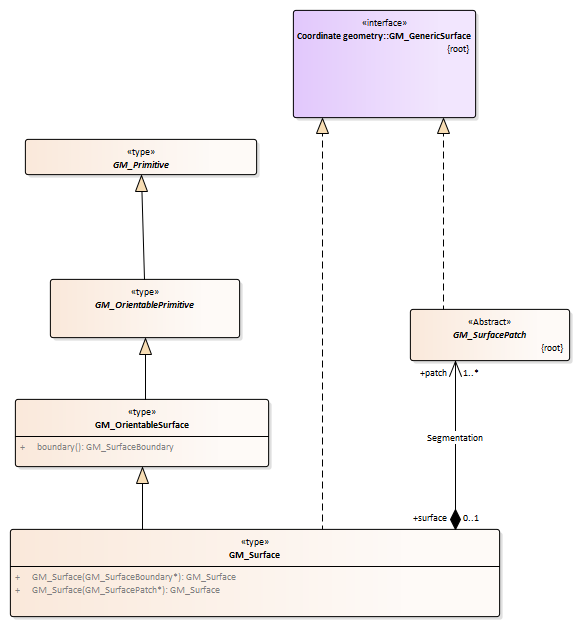 «interface»
Coordinate geometry::GM_GenericSurface
{root}
«type»
GM_Primitive
«type»
GM_OrientablePrimitive
«Abstract»
GM_SurfacePatch
{root}
+patch 1..*
«type»
GM_OrientableSurface
+ boundary(): GM_SurfaceBoundary
Segmentation
+surface 0..1
«type»
GM_Surface
+ GM_Surface(GM_SurfaceBoundary*): GM_Surface
+ GM_Surface(GM_SurfacePatch*): GM_Surface